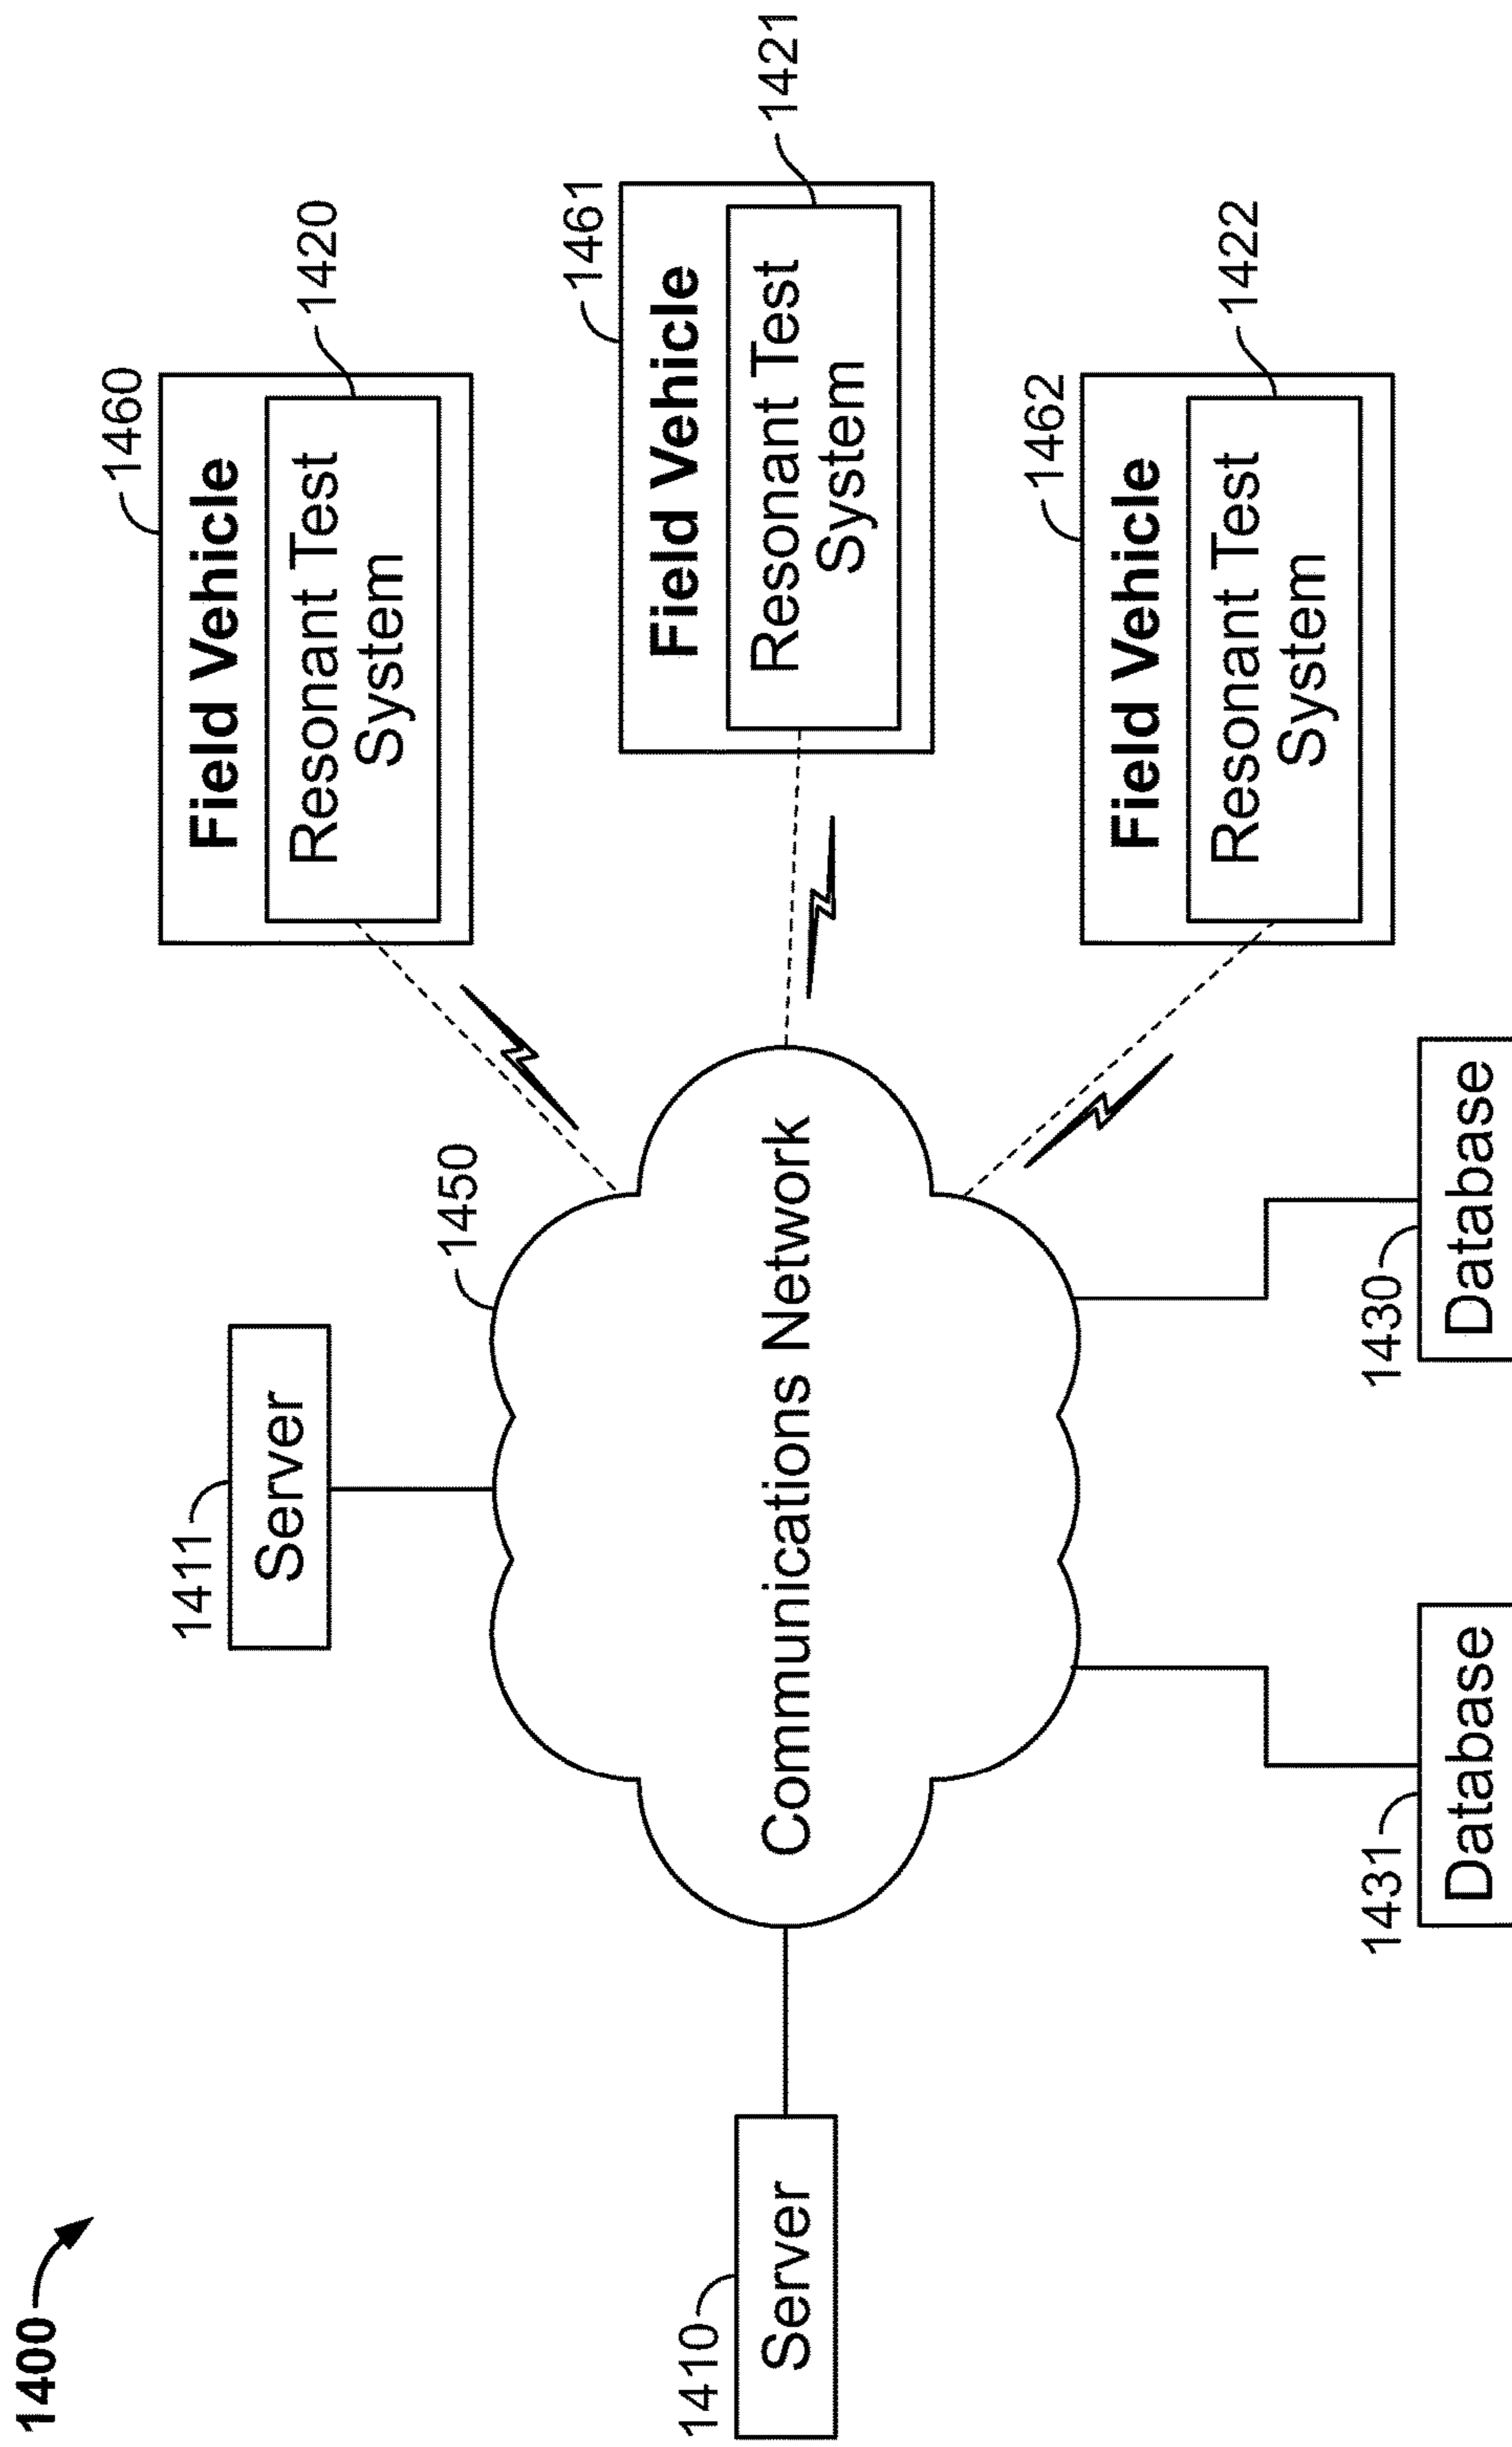 1400
1460
Field Vehicle
Resonant Test
System
1420
1411
Server
1450
1461
Field Vehicle
Resonant Test
System
1421
1410
Server
Communications Network
1462
Field Vehicle
Resonant Test
System
1422
1431
Database
1430
Database